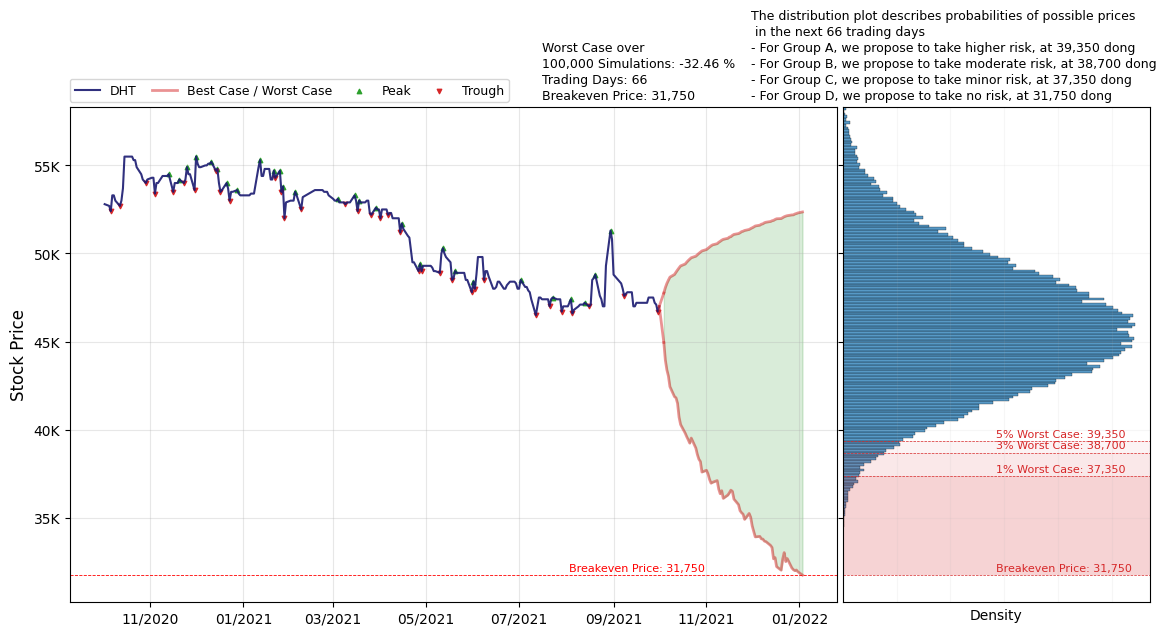 The distribution plot describes probabilities of possible prices
in the next 66 trading days
- For Group A, we propose to take higher risk, at 39,350 dong
- For Group B, we propose to take moderate risk, at 38,700 dong
- For Group C, we propose to take minor risk, at 37,350 dong
- For Group D, we propose to take no risk, at 31,750 dong
Worst Case over
100,000 Simulations: -32.46 %
Trading Days: 66
Breakeven Price: 31,750
DHT
Best Case / Worst Case
Peak
Trough
Stock Price
55K
50K
45K
40K
35K
Breakeven Price: 31,750
11/2020
01/2021
03/2021
05/2021
07/2021
09/2021
11/2021
01/2022
5% Worst Case: 39,350
3% Worst Case: 38,700
1% Worst Case: 37,350
Breakeven Price: 31,750
Density